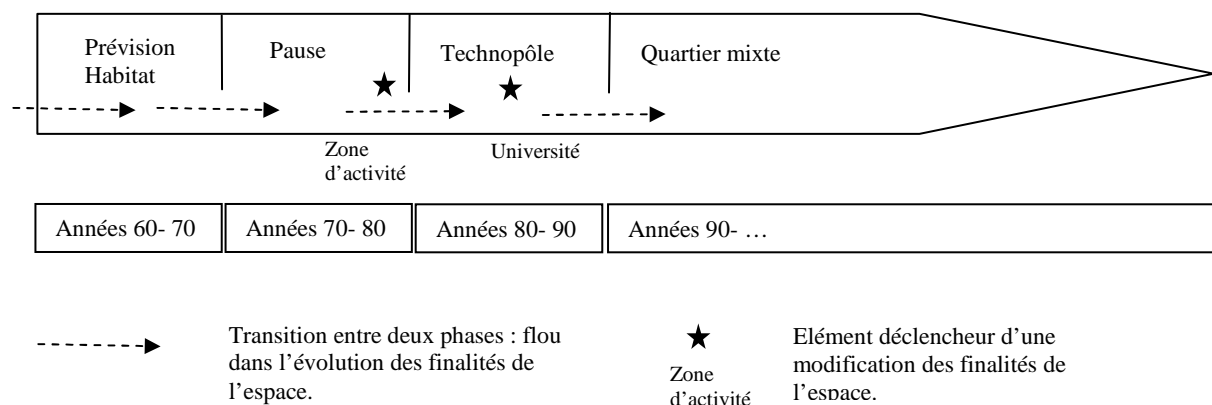 Prévision
Habitat
Pause
Technopôle
Quartier mixte
Zone
d'activité
Université
Années 60- 70
Années 70- 80
Années 80- 90
Années 90- …
Transition entre deux phases : flou
dans l'évolution des finalités de
l'espace.
Zone
d'activité
Elément déclencheur d'une
modification des finalités de
l'espace.